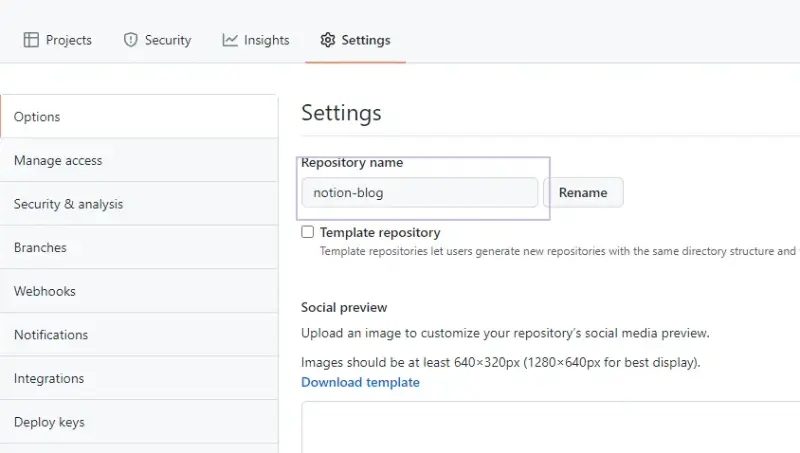 Projects
Security
Insights
Settings
Options
Manage access
Security & analysis
Branches
Webhooks
Notifications
Integrations
Deploy keys
Settings
Repository name
notion-blog
Rename
Template repository
Template repositories let users generate new repositories with the same directory structure and
Social preview
Upload an image to customize your repository’s social media preview.
Images should be at least 640×320px (1280×640px for best display).
Download template